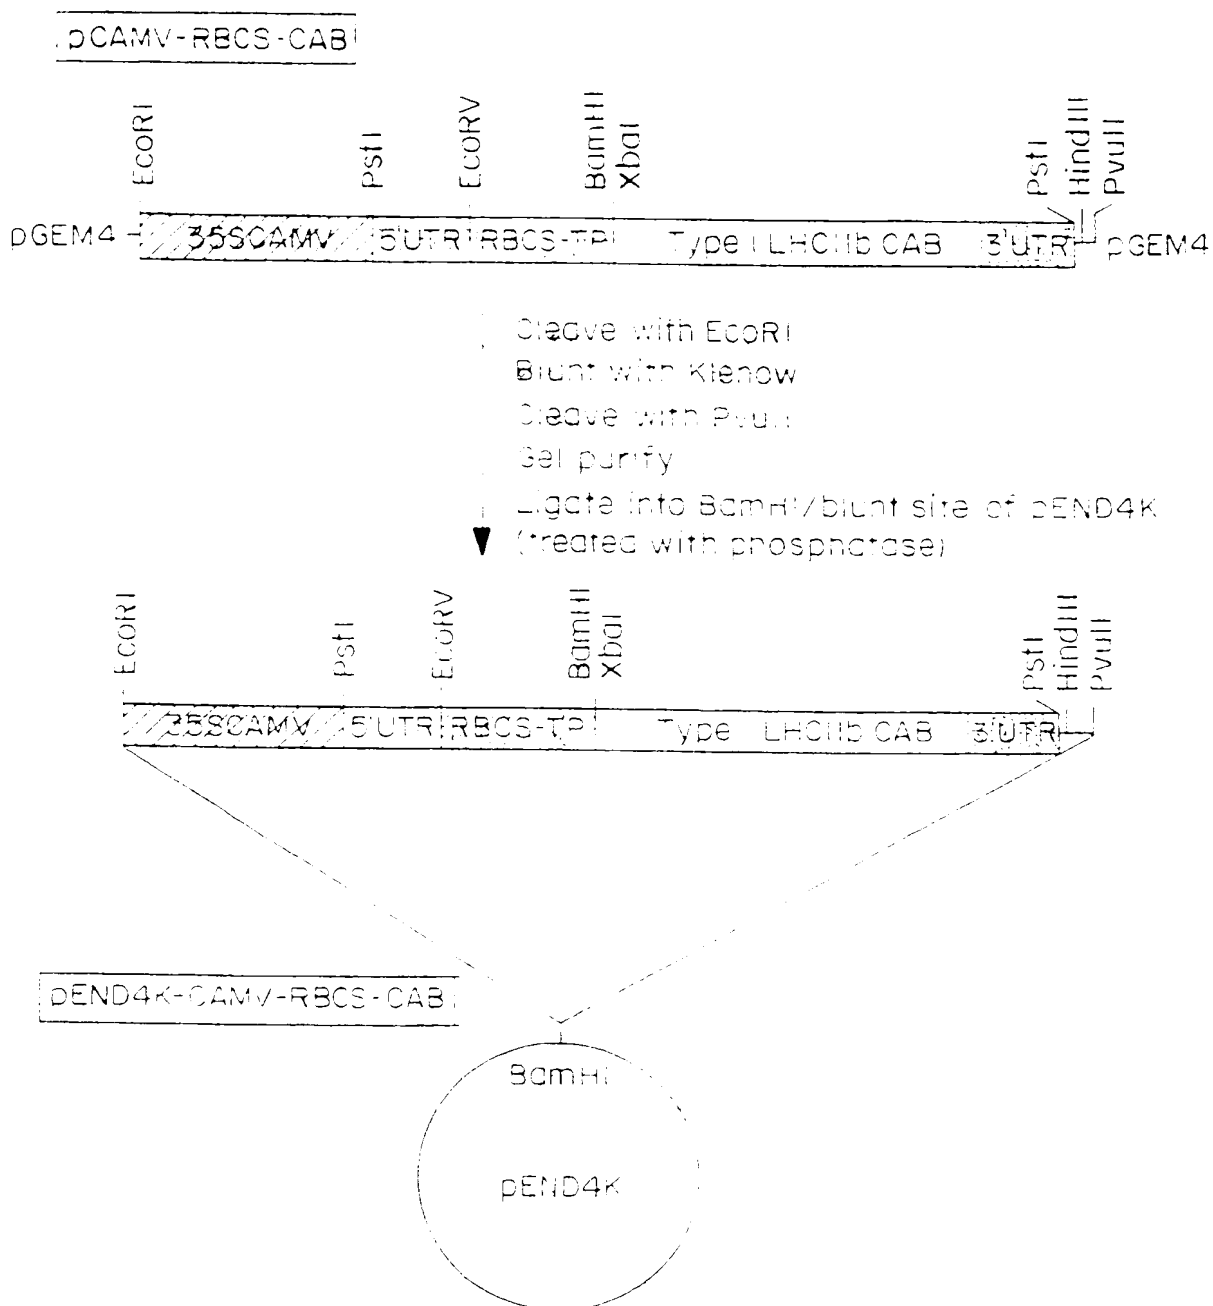 pCAMV-RBCS-CAB
EcoRI
PstI
EcoRV
BamHI
XbaI
PstI
HindIII
PvuII
pGEM4
35SCAMV
5'UTR
RBCS-TP
Type I LHCIIb CAB
3'UTR
pGEM4
Cleave with EcoRI
Blunt with Klenow
Cleave with PvuII
Gel purify
Ligate into BamHI/blunt site of pEND4K
(treated with phosphatase)
EcoRI
PstI
EcoRV
BamHI
XbaI
PstI
HindIII
PvuII
35SCAMV
5'UTR
RBCS-TP
Type I LHCIIb CAB
3'UTR
pEND4K-CAMV-RBCS-CAB
BamHI
pEND4K